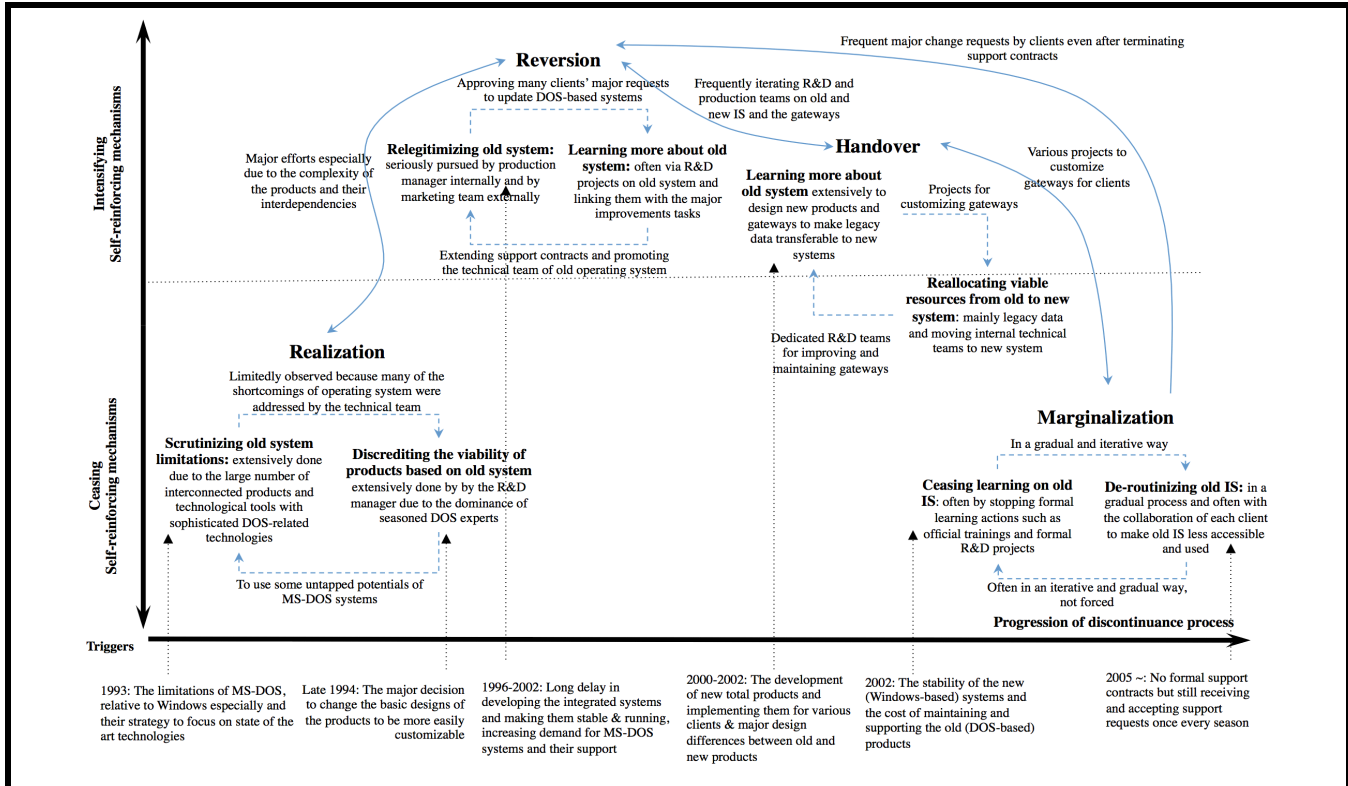 Frequent major change requests by clients even after terminating
support contracts
Reversion
Approving many clients' major requests
to update DOS-based systems
Frequently iterating R&D and
production teams on old and
new IS and the gateways
Intensifying
Self-reinforcing mechanisms
Major efforts especially
due to the complexity of
the products and their
interdependencies
Relegitimizing old system:
seriously pursued by production
manager internally and by
marketing team externally
Learning more about old
system: often via R&D
projects on old system and
linking them with the major
improvements tasks
Extending support contracts and promoting
the technical team of old operating system
Handover
Learning more about
old system extensively to
design new products and
gateways to make legacy
data transferable to new
systems
Projects for
customizing gateways
Various projects to
customize
gateways for clients
Reallocating viable
resources from old to new
system: mainly legacy data
and moving internal technical
teams to new system
Dedicated R&D teams
for improving and
maintaining gateways
Realization
Limitedly observed because many of the
shortcomings of operating system were
addressed by the technical team
Ceasing
Self-reinforcing mechanisms
Scrutinizing old system
limitations: extensively done
due to the large number of
interconnected products and
technological tools with
sophisticated DOS-related
technologies
Discrediting the viability of
products based on old system
extensively done by by the R&D
manager due to the dominance of
seasoned DOS experts
To use some untapped potentials of
MS-DOS systems
Marginalization
In a gradual and iterative way
Ceasing learning on old
IS: often by stopping formal
learning actions such as
official trainings and formal
R&D projects
De-routinizing old IS: in a
gradual process and often with
the collaboration of each client
to make old IS less accessible
and used
Often in an iterative and gradual way,
not forced
Progression of discontinuance process
Triggers
1993: The limitations of MS-DOS,
relative to Windows especially and
their strategy to focus on state of the
art technologies
Late 1994: The major decision
to change the basic designs of
the products to be more easily
customizable
1996-2002: Long delay in
developing the integrated systems
and making them stable & running,
increasing demand for MS-DOS
systems and their support
2000-2002: The development
of new total products and
implementing them for various
clients & major design
differences between old and
new products
2002: The stability of the new
(Windows-based) systems and
the cost of maintaining and
supporting the old (DOS-based)
products
2005 ~: No formal support
contracts but still receiving
and accepting support
requests once every season